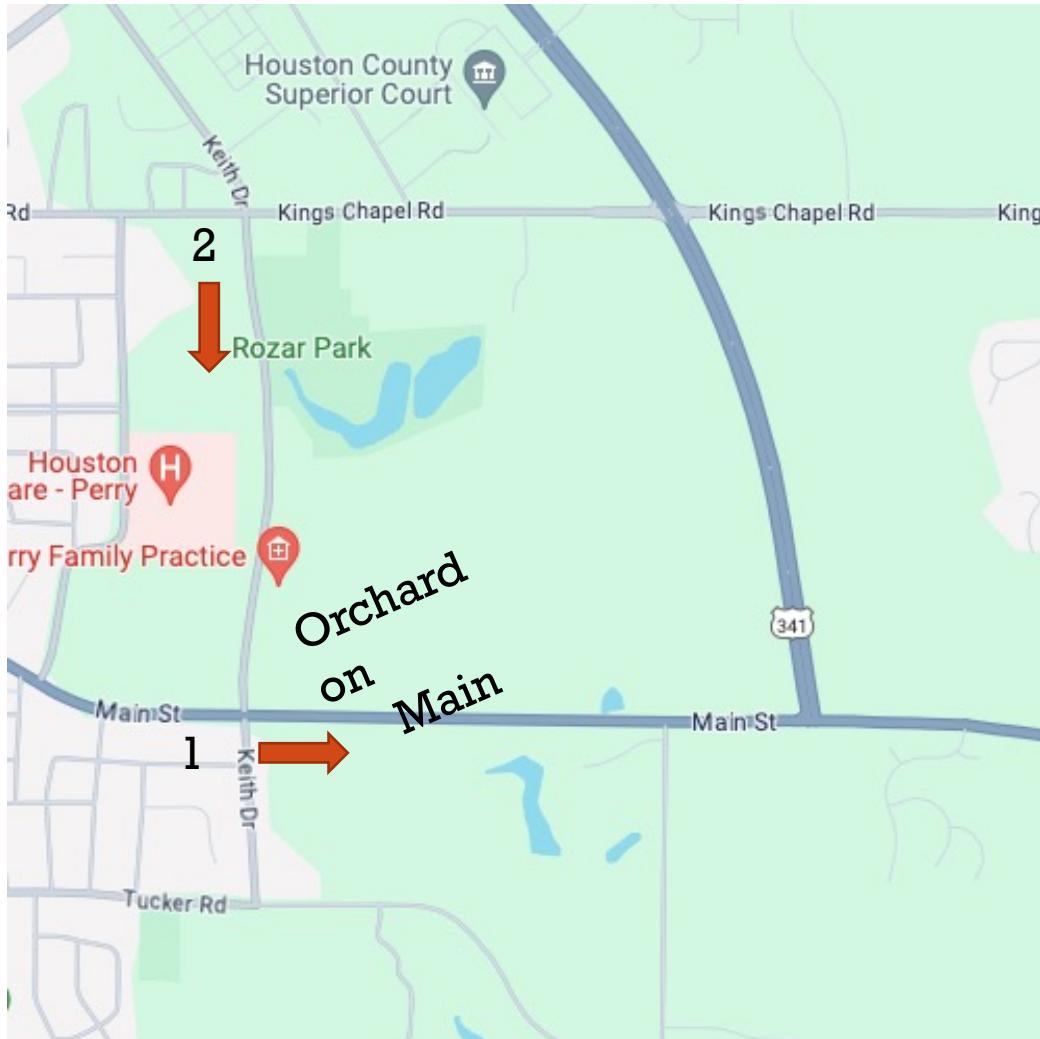 Houston County
Superior Court
Keith Dr
Rd
Kings Chapel Rd
Kings Chapel Rd
King
2
Rozar Park
Houston
are - Perry
H
rry Family Practice
Orchard
on
Main
341
Main St
Main St
1
Keith Dr
Tucker Rd